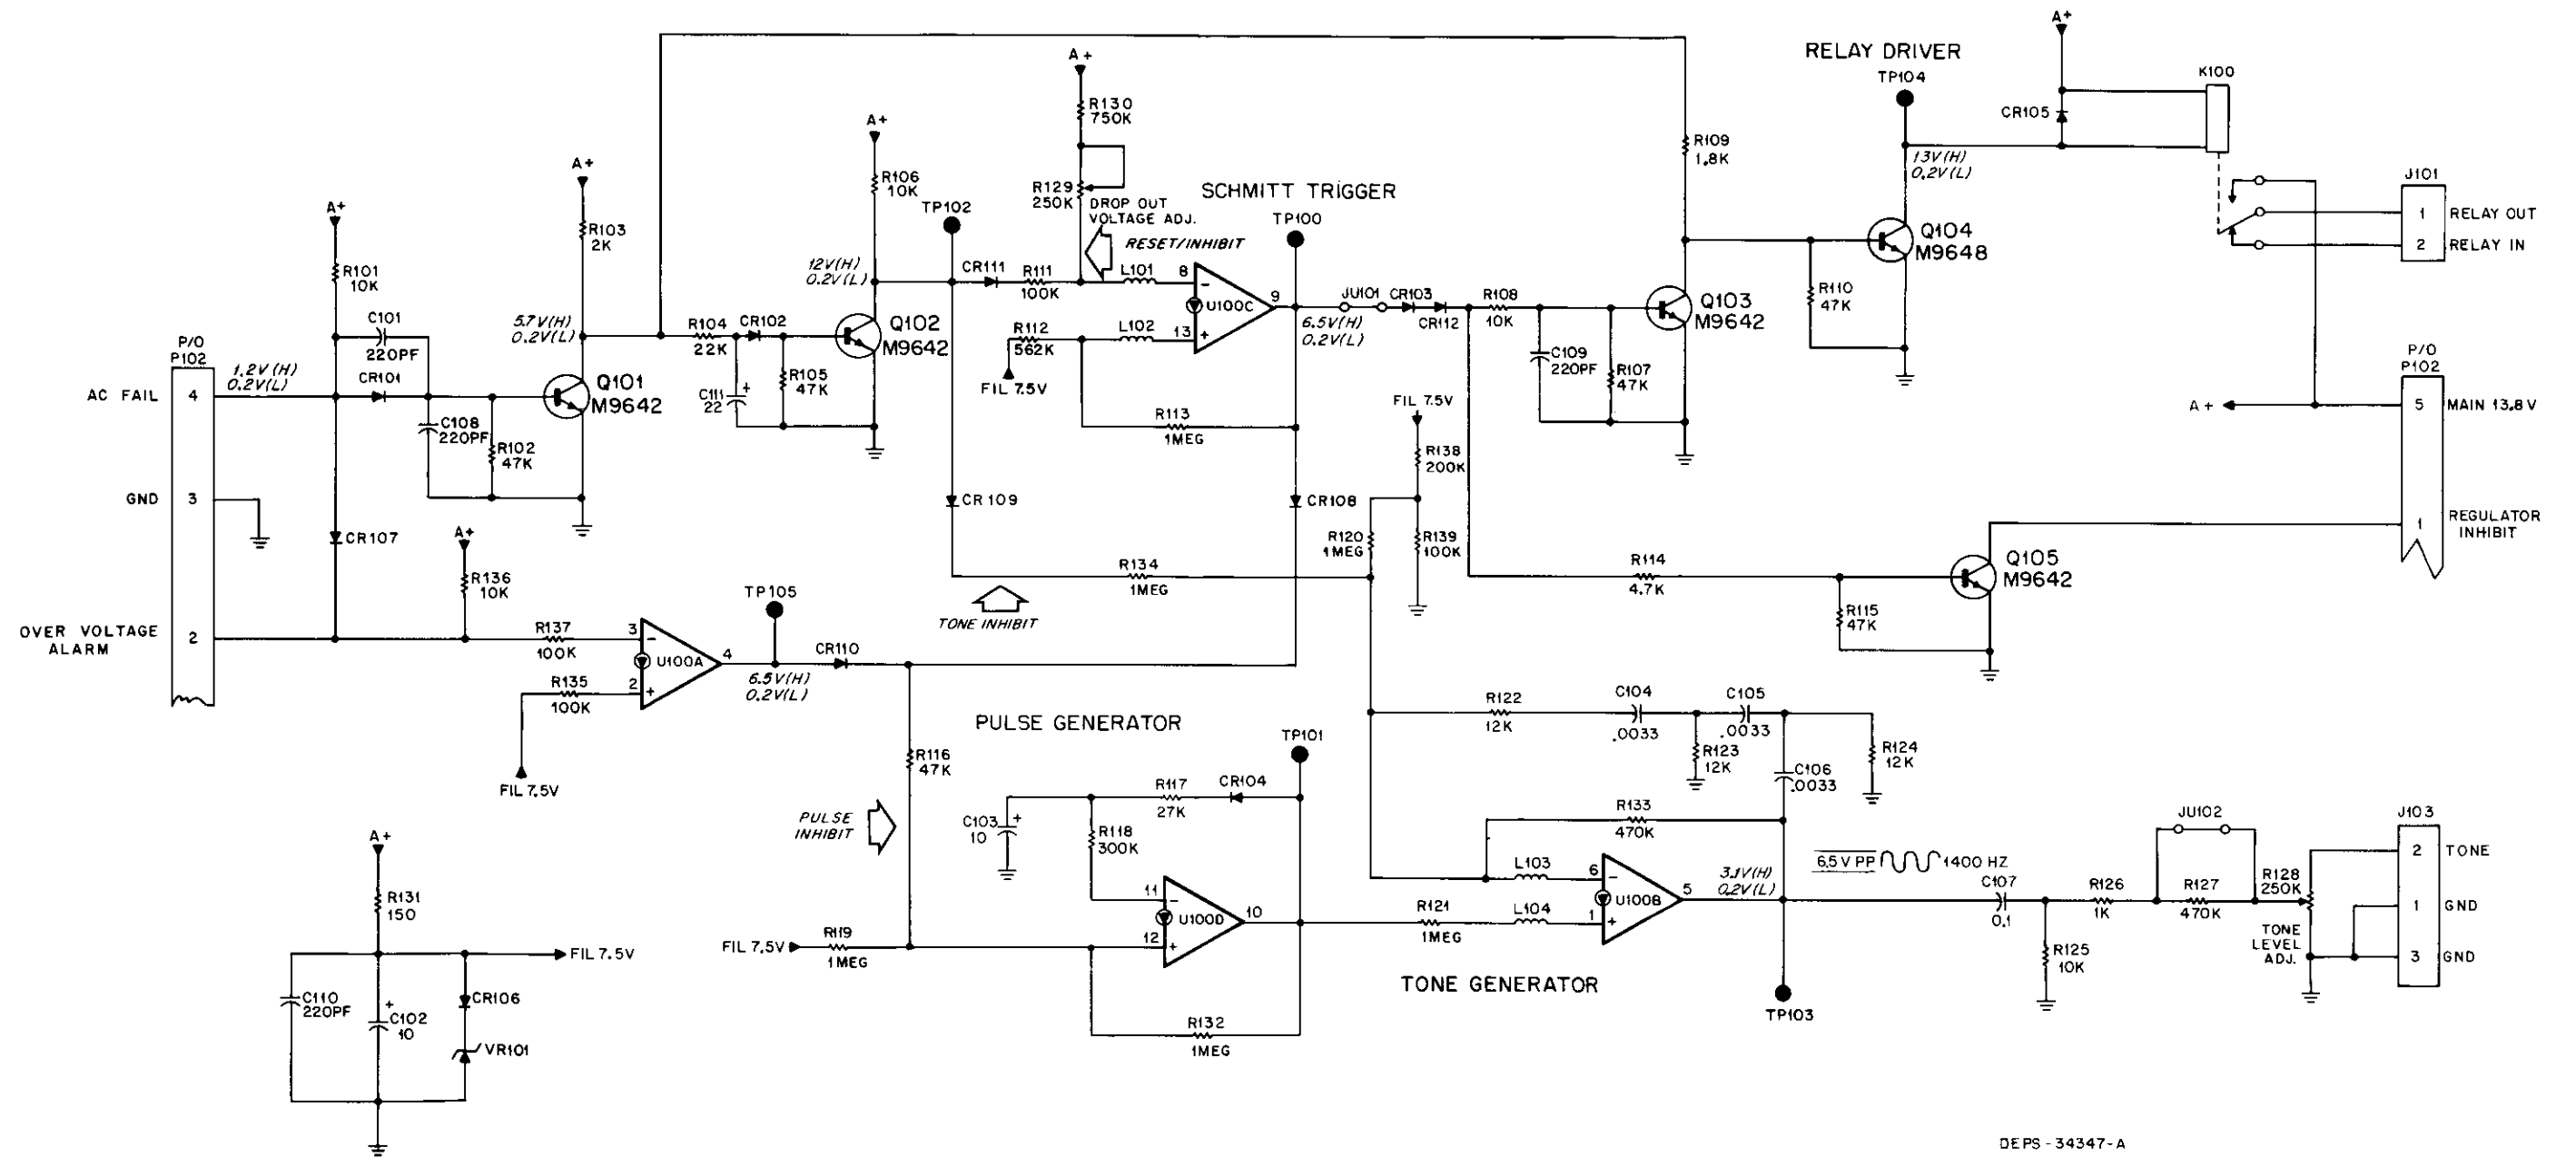 RELAY DRIVER
TP104
A+
K100
CR105
A+
R130
750K
R129
250K
DROP OUT
VOLTAGE ADJ.
RESET/INHIBIT
A+
R106
10K
TP102
SCHMITT TRIGGER
TP100
R109
1.8K
13V(H)
0.2V(L)
Q104
M9648
R110
47K
J101
1
RELAY OUT
2
RELAY IN
A+
R103
2K
A+
R101
10K
C101
220PF
CR101
5.7V(H)
0.2V(L)
R104
22K
CR102
C111
22
+
R105
47K
12V(H)
0.2V(L)
Q102
M9642
CR111
R111
100K
L101
8
-
U100C
9
13
+
L102
R112
562K
FIL 7.5V
R113
1MEG
6.5V(H)
0.2V(L)
JU101
CR103
CR112
R108
10K
C109
220PF
R107
47K
Q103
M9642
P/O
P102
AC FAIL
4
1.2V(H)
0.2V(L)
GND
3
OVER VOLTAGE
ALARM
2
C108
220PF
R102
47K
Q101
M9642
CR107
A+
R136
10K
CR109
CR108
FIL 7.5V
R138
200K
R139
100K
R120
1MEG
R134
1MEG
TONE INHIBIT
R114
4.7K
R115
47K
Q105
M9642
P/O
P102
A+
5
MAIN 13.8V
1
REGULATOR
INHIBIT
R137
100K
R135
100K
FIL 7.5V
3
-
U100A
4
2
+
TP105
CR110
6.5V(H)
0.2V(L)
R116
47K
PULSE
INHIBIT
PULSE GENERATOR
TP101
R117
27K
CR104
C103
10
+
R118
300K
11
-
U100D
10
12
+
FIL 7.5V
R119
1MEG
R132
1MEG
R122
12K
C104
.0033
C105
.0033
R123
12K
C106
.0033
R124
12K
R133
470K
L103
6
-
U100B
5
1
+
L104
R121
1MEG
3.1V(H)
0.2V(L)
TONE GENERATOR
TP103
6.5V PP
1400 HZ
C107
0.1
R125
10K
R126
1K
JU102
R127
470K
R128
250K
TONE
LEVEL
ADJ.
J103
2
TONE
1
GND
3
GND
A+
R131
150
FIL 7.5V
C110
220PF
C102
10
+
CR106
VR101
DEPS-34347-A